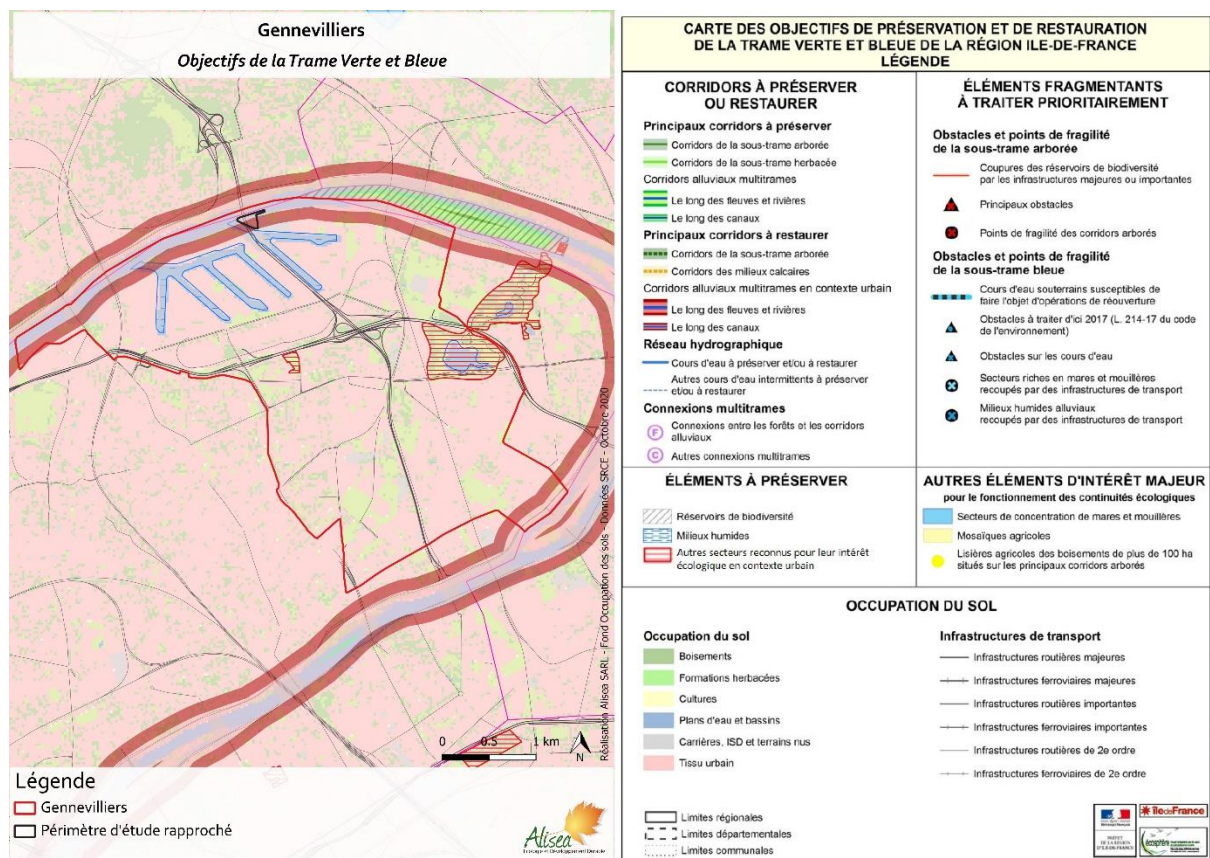 Gennevilliers
Objectifs de la Trame Verte et Bleue
Réalisation Alisea SARL - Fond Occupation des sols - Données SRCE - Octobre 2020
0 0.5 1 km
N
Légende
Gennevilliers
Périmètre d'étude rapproché
Alisea
CARTE DES OBJECTIFS DE PRÉSERVATION ET DE RESTAURATION
DE LA TRAME VERTE ET BLEUE DE LA RÉGION ILE-DE-FRANCE
LÉGENDE
CORRIDORS À PRÉSERVER
OU RESTAURER
Principaux corridors à préserver
Corridors de la sous-trame arborée
Corridors de la sous-trame herbacée
Corridors alluviaux multitrames
Le long des fleuves et rivières
Le long des canaux
Principaux corridors à restaurer
Corridors de la sous-trame arborée
Corridors des milieux calcaires
Corridors alluviaux multitrames en contexte urbain
Le long des fleuves et rivières
Le long des canaux
Réseau hydrographique
Cours d'eau à préserver et/ou à restaurer
Autres cours d'eau intermittents à préserver
et/ou à restaurer
Connexions multitrames
F Connexions entre les forêts et les corridors
alluviaux
C Autres connexions multitrames
ÉLÉMENTS FRAGMENTANTS
À TRAITER PRIORITAIREMENT
Obstacles et points de fragilité
de la sous-trame arborée
Coupures des réservoirs de biodiversité
par les infrastructures majeures ou importantes
Principaux obstacles
Points de fragilité des corridors arborés
Obstacles et points de fragilité
de la sous-trame bleue
Cours d'eau souterrains susceptibles de
faire l'objet d'opérations de réouverture
Obstacles à traiter d'ici 2017 (L. 214-17 du code
de l'environnement)
Obstacles sur les cours d'eau
Secteurs riches en mares et mouillères
recoupés par des infrastructures de transport
Milieux humides alluviaux
recoupés par des infrastructures de transport
ÉLÉMENTS À PRÉSERVER
Réservoirs de biodiversité
Milieux humides
Autres secteurs reconnus pour leur intérêt
écologique en contexte urbain
AUTRES ÉLÉMENTS D'INTÉRÊT MAJEUR
pour le fonctionnement des continuités écologiques
Secteurs de concentration de mares et mouillères
Mosaïques agricoles
Lisières agricoles des boisements de plus de 100 ha
situés sur les principaux corridors arborés
OCCUPATION DU SOL
Occupation du sol
Boisements
Formations herbacées
Cultures
Plans d'eau et bassins
Carrières, ISD et terrains nus
Tissu urbain
Infrastructures de transport
Infrastructures routières majeures
Infrastructures ferroviaires majeures
Infrastructures routières importantes
Infrastructures ferroviaires importantes
Infrastructures routières de 2e ordre
Infrastructures ferroviaires de 2e ordre
Limites régionales
Limites départementales
Limites communales
PRÉFET
DE LA RÉGION
D'ILE-DE-FRANCE
îledeFrance
écosphère